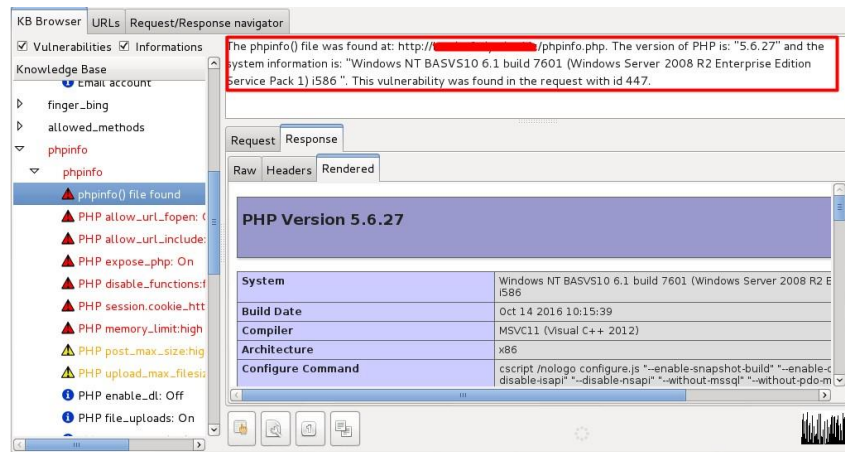 KB Browser URLs Request/Response navigator
Vulnerabilities Informations
Knowledge Base
Email account
finger_bing
allowed_methods
phpinfo
phpinfo
phpinfo() file found
PHP allow_url_fopen:
PHP allow_url_include:
PHP expose_php: On
PHP disable_functions:
PHP session.cookie_htt
PHP memory_limit:high
PHP post_max_size:hig
PHP upload_max_filesiz
PHP enable_dl: Off
PHP file_uploads: On
The phpinfo() file was found at: http:// /phpinfo.php. The version of PHP is: "5.6.27" and the
system information is: "Windows NT BASVS10 6.1 build 7601 (Windows Server 2008 R2 Enterprise Edition
Service Pack 1) i586 ". This vulnerability was found in the request with id 447.
Request Response
Raw Headers Rendered
PHP Version 5.6.27
System Windows NT BASVS10 6.1 build 7601 (Windows Server 2008 R2 E
i586
Build Date Oct 14 2016 10:15:39
Compiler MSVC11 (Visual C++ 2012)
Architecture x86
Configure Command cscript /nologo configure.js "--enable-snapshot-build" "--enable-
disable-isapi" "--disable-nsapi" "--without-mssql" "--without-pdo-m